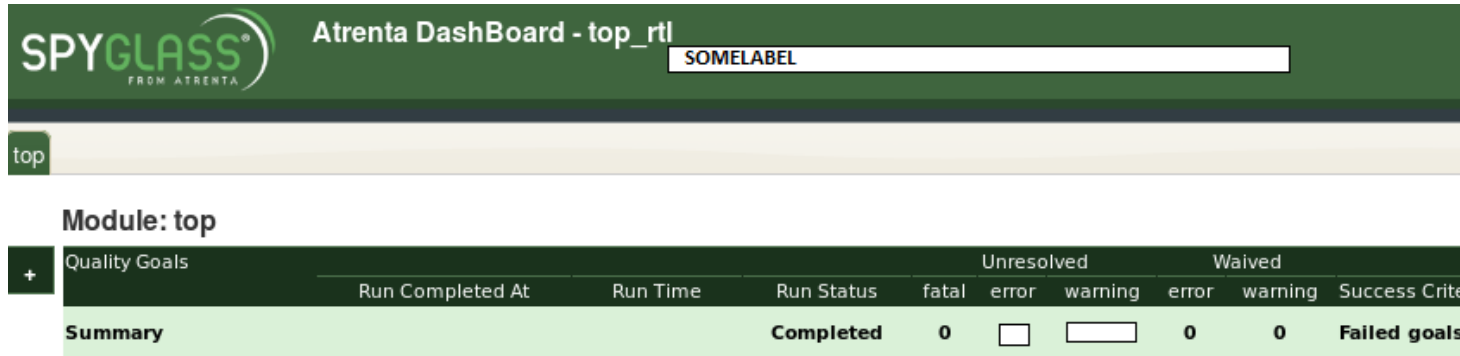 SPYGLASS®
FROM ATRENTA
Atrenta DashBoard - top_rtl
SOMELABEL
top
Module: top
+
Quality Goals Unresolved Waived
Run Completed At Run Time Run Status fatal error warning error warning Success Crite
Summary Completed 0 0 0 Failed goals